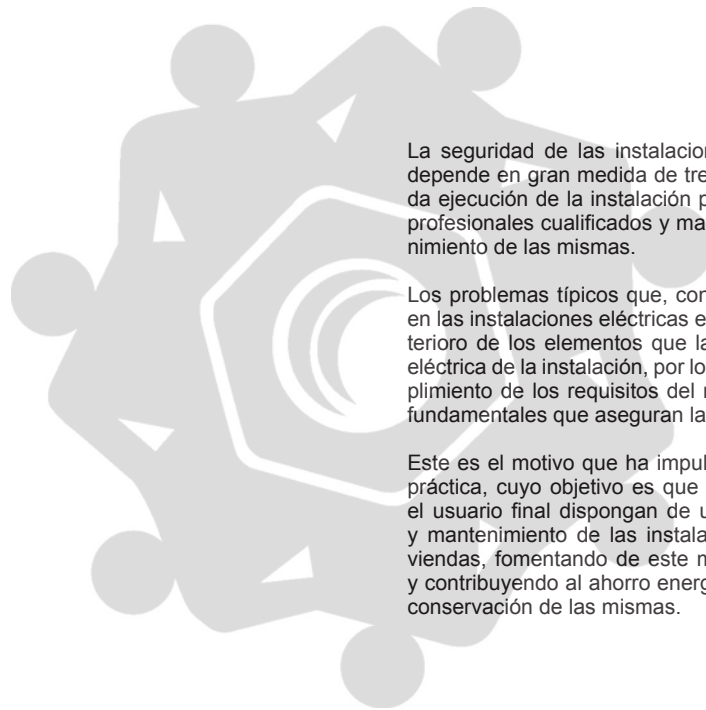 La seguridad de las instalacion
depende en gran medida de tre
da ejecución de la instalación p
profesionales cualificados y ma
nimiento de las mismas.
Los problemas típicos que, con
en las instalaciones eléctricas e
terioro de los elementos que la
eléctrica de la instalación, por lo
plimiento de los requisitos del r
fundamentales que aseguran la
Este es el motivo que ha impul
práctica, cuyo objetivo es que
el usuario final dispongan de u
y mantenimiento de las instala
viendas, fomentando de este m
y contribuyendo al ahorro energ
conservación de las mismas.